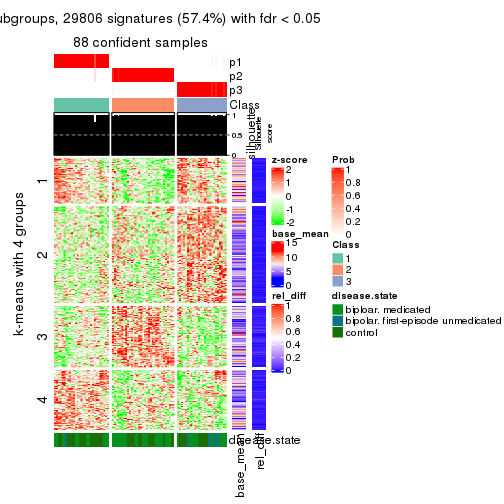 ubgroups, 29806 signatures (57.4%) with fdr < 0.05
88 confident samples
p1
p2
p3
Class
1
0.5
0
silhouette
Silhouette
score
k-means with 4 groups
1
2
3
4
disease.state
base_mean
rel_diff
z-score
2
1
0
-1
-2
base_mean
15
10
5
0
rel_diff
1
0.8
0.6
0.4
0.2
0
Prob
1
0.8
0.6
0.4
0.2
0
Class
1
2
3
disease.state
biploar, medicated
bipolar, first-episode unmedicated
control